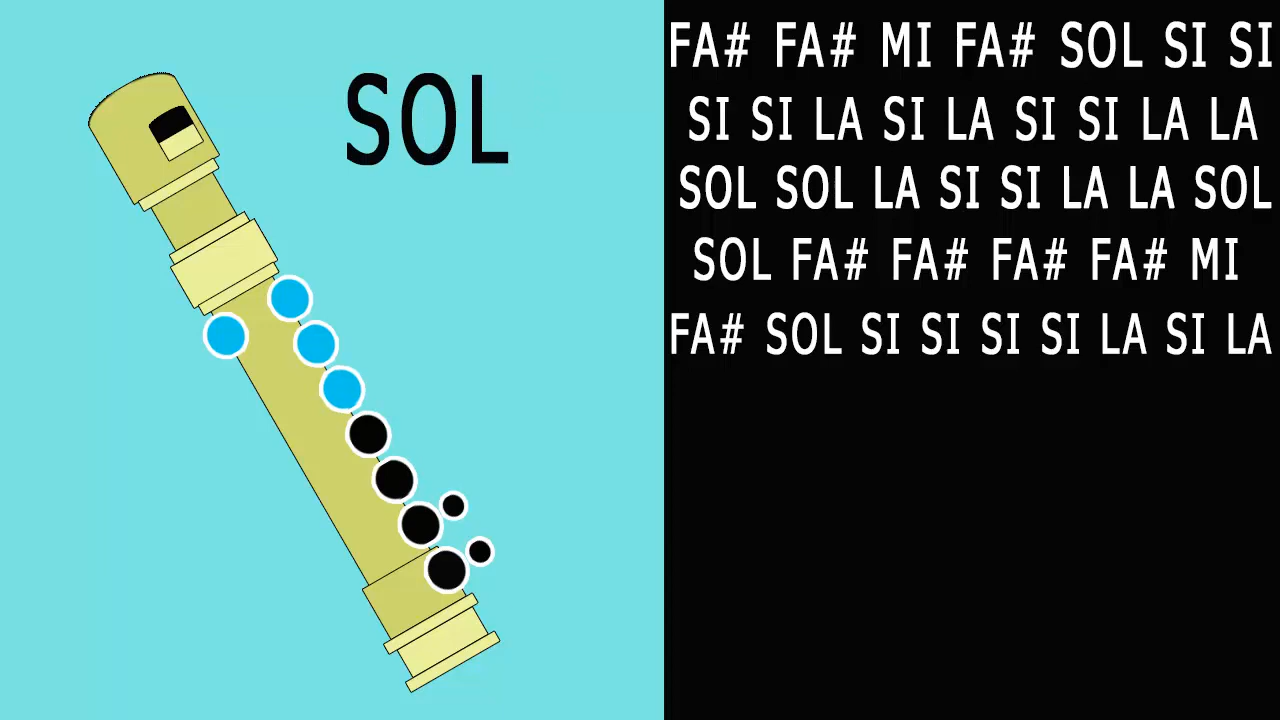 SOL
FA# FA# MI FA# SOL SI SI
SI SI LA SI LA SI SI LA LA
SOL SOL LA SI SI LA LA SOL
SOL FA# FA# FA# FA# MI
FA# SOL SI SI SI SI LA SI LA